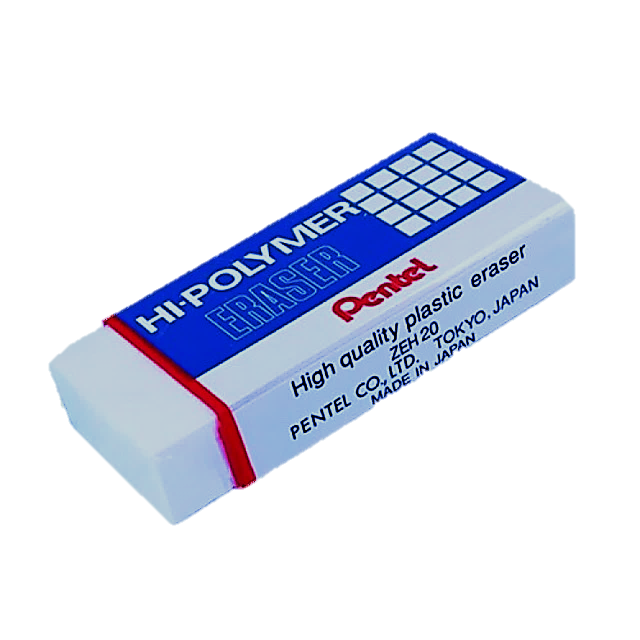 HI-POLYMER
ERASER
Pentel
High quality plastic eraser
ZEH20
PENTEL CO., LTD. TOKYO, JAPAN
MADE IN JAPAN